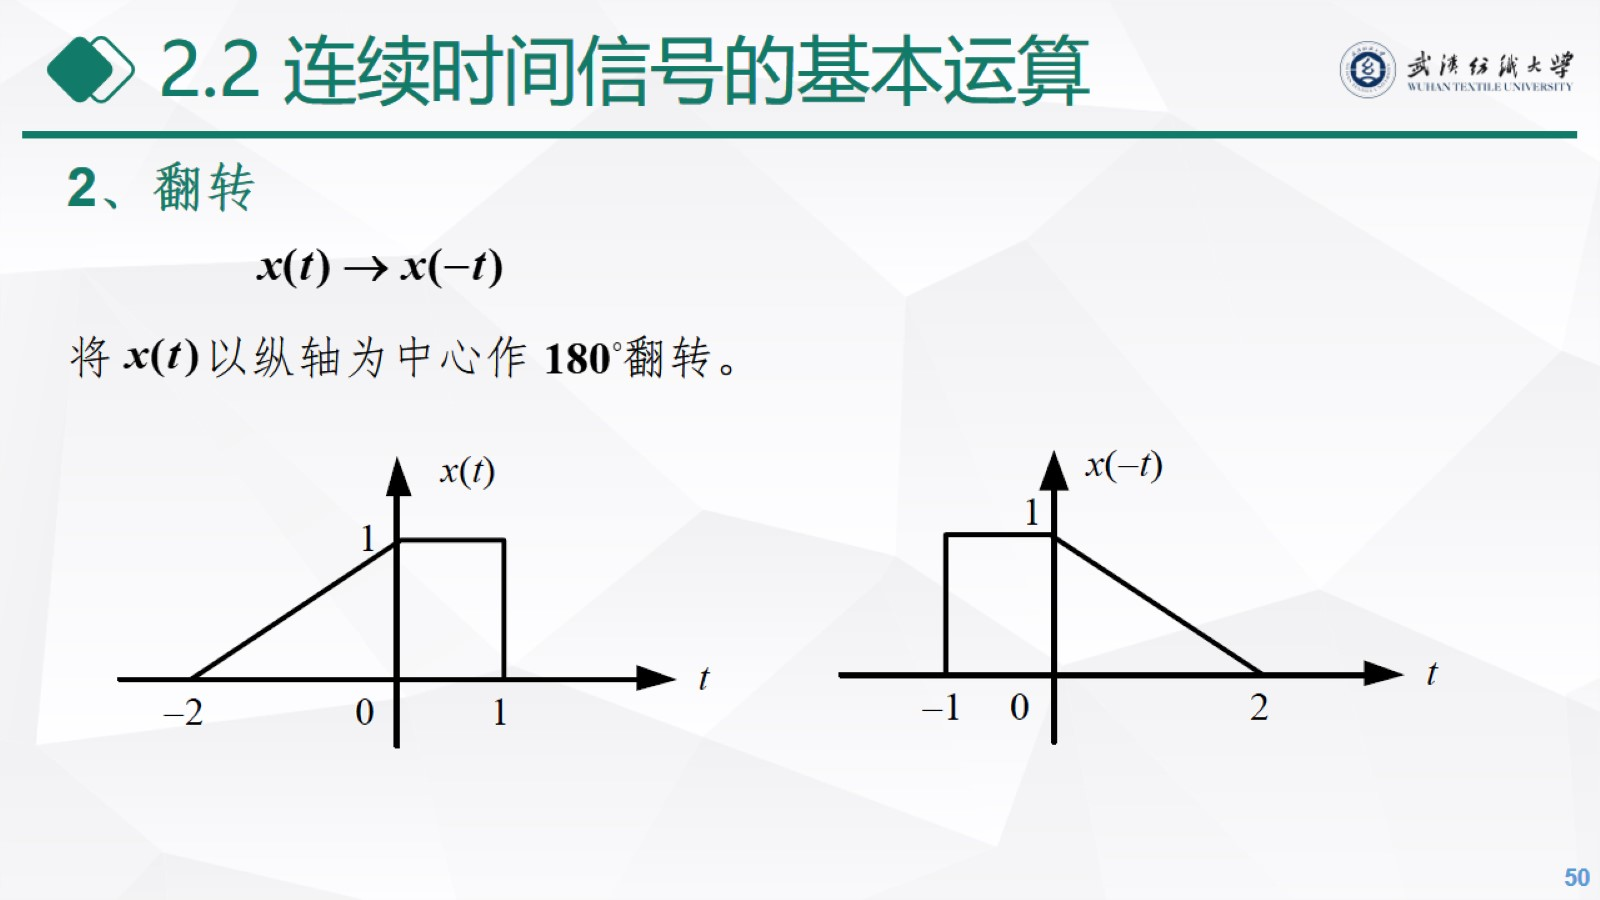 2.2 连续时间信号的基本运算
武汉纺织大学
WUHAN TEXTILE UNIVERSITY
2、翻转
x(t) → x(−t)
将 x(t) 以纵轴为中心作 180°翻转。
x(t)
1
t
−2
0
1
x(−t)
1
t
−1
0
2
50